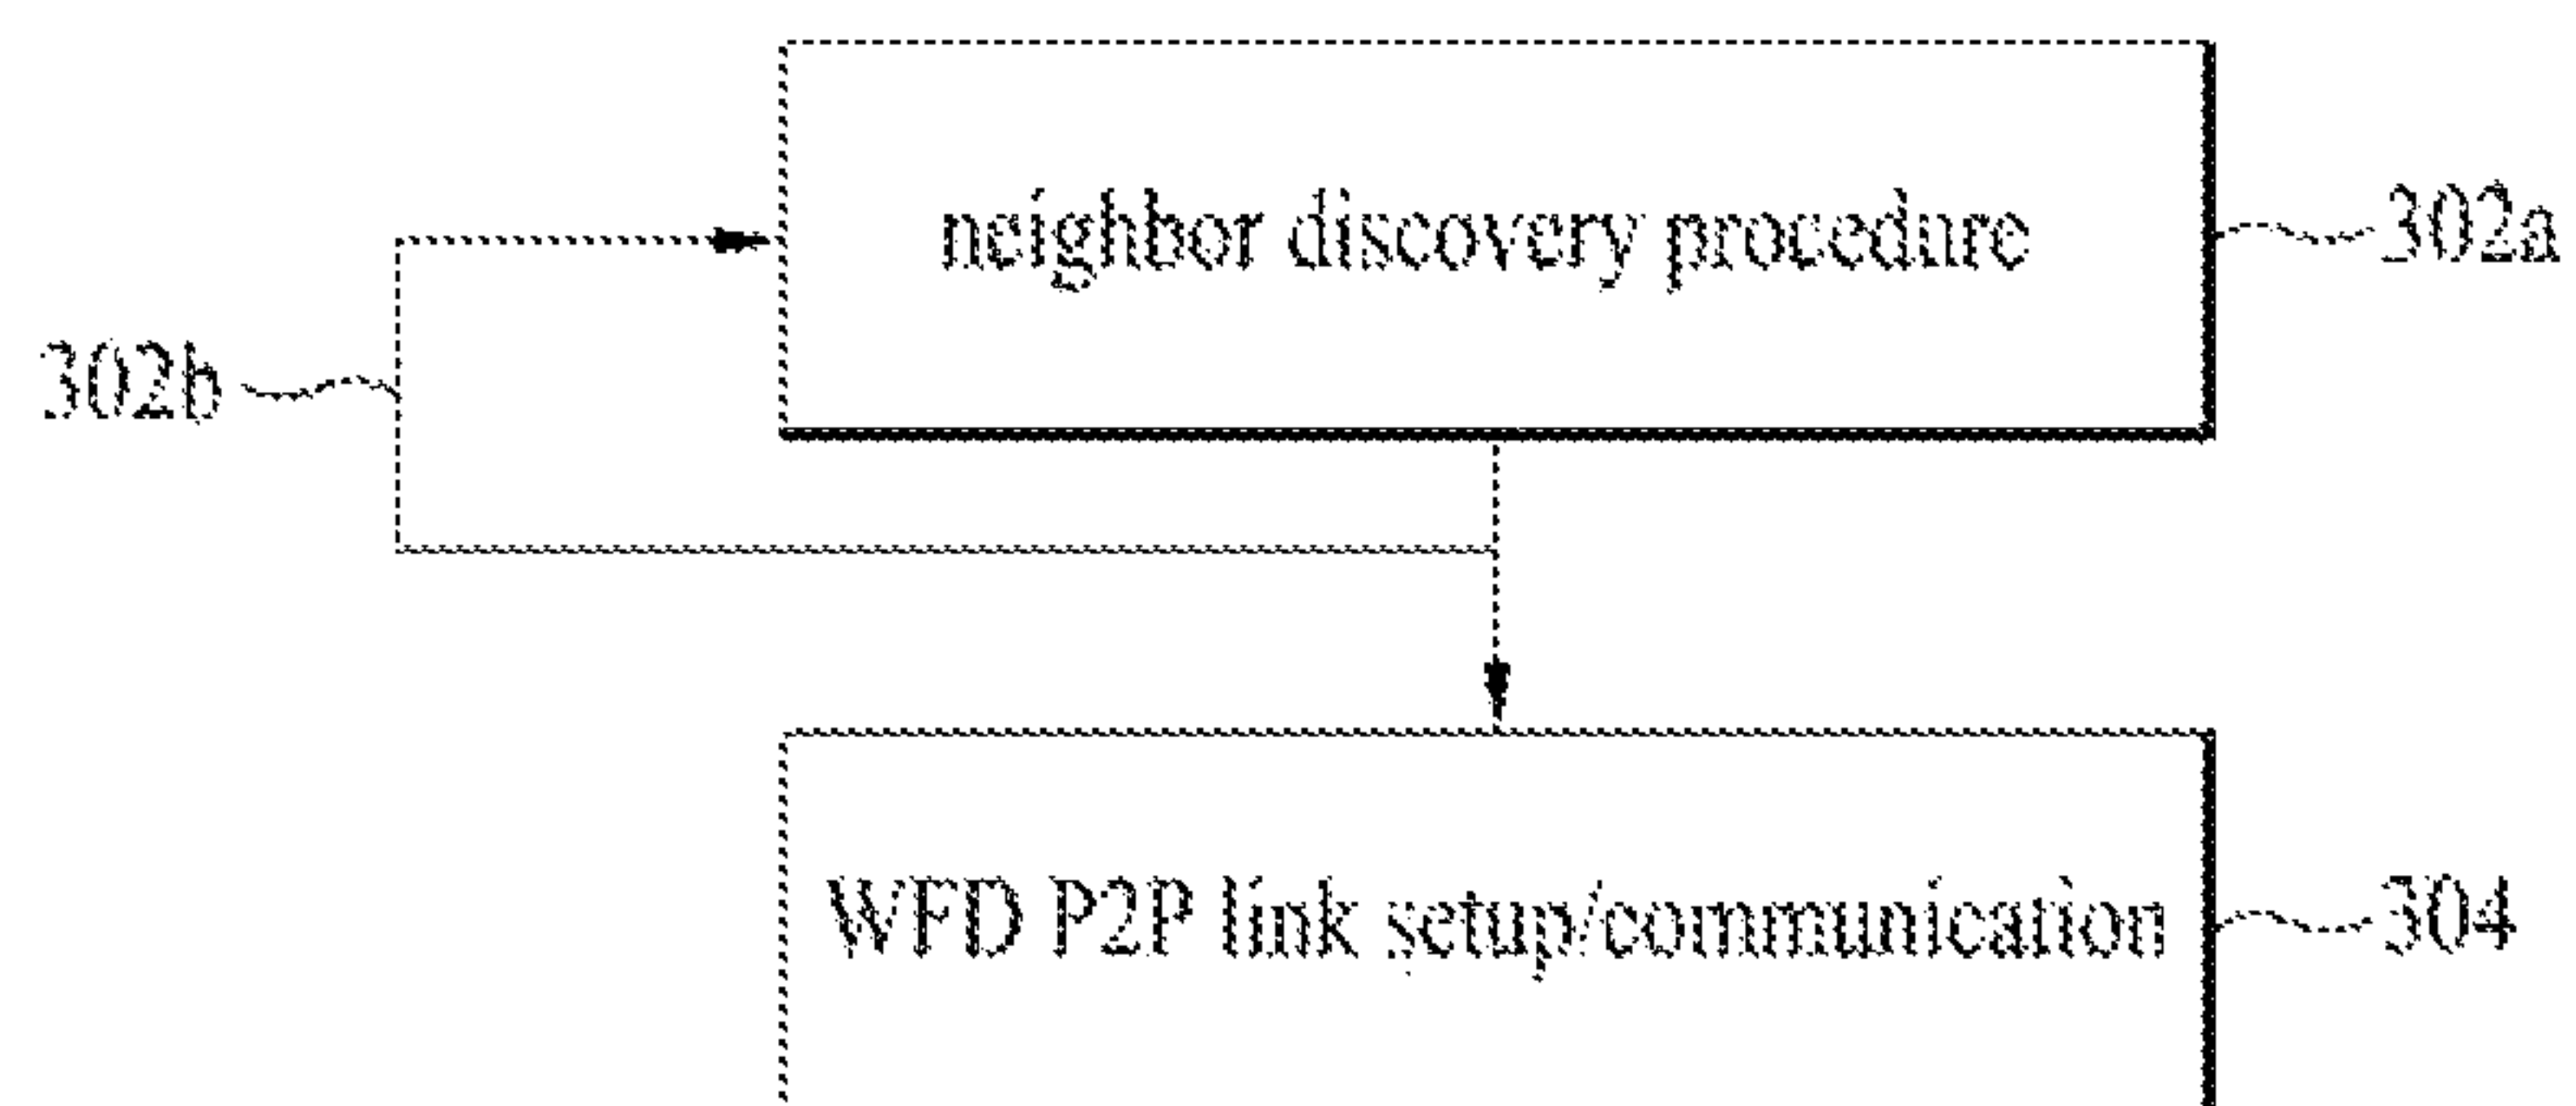 neighbor discovery procedure
302a
302b
WFD P2P link setup/communication
304